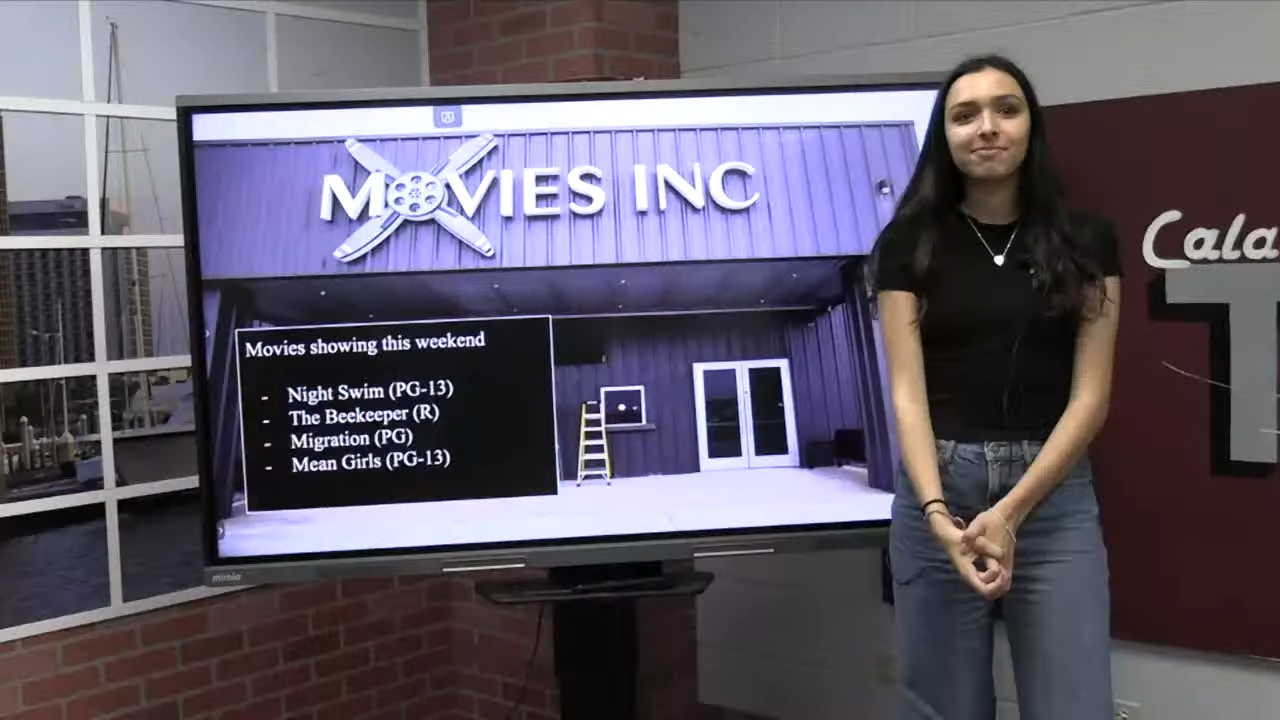 MOVIES INC
Movies showing this weekend
- Night Swim (PG-13)
- The Beekeeper (R)
- Migration (PG)
- Mean Girls (PG-13)
mimio
Cala
T